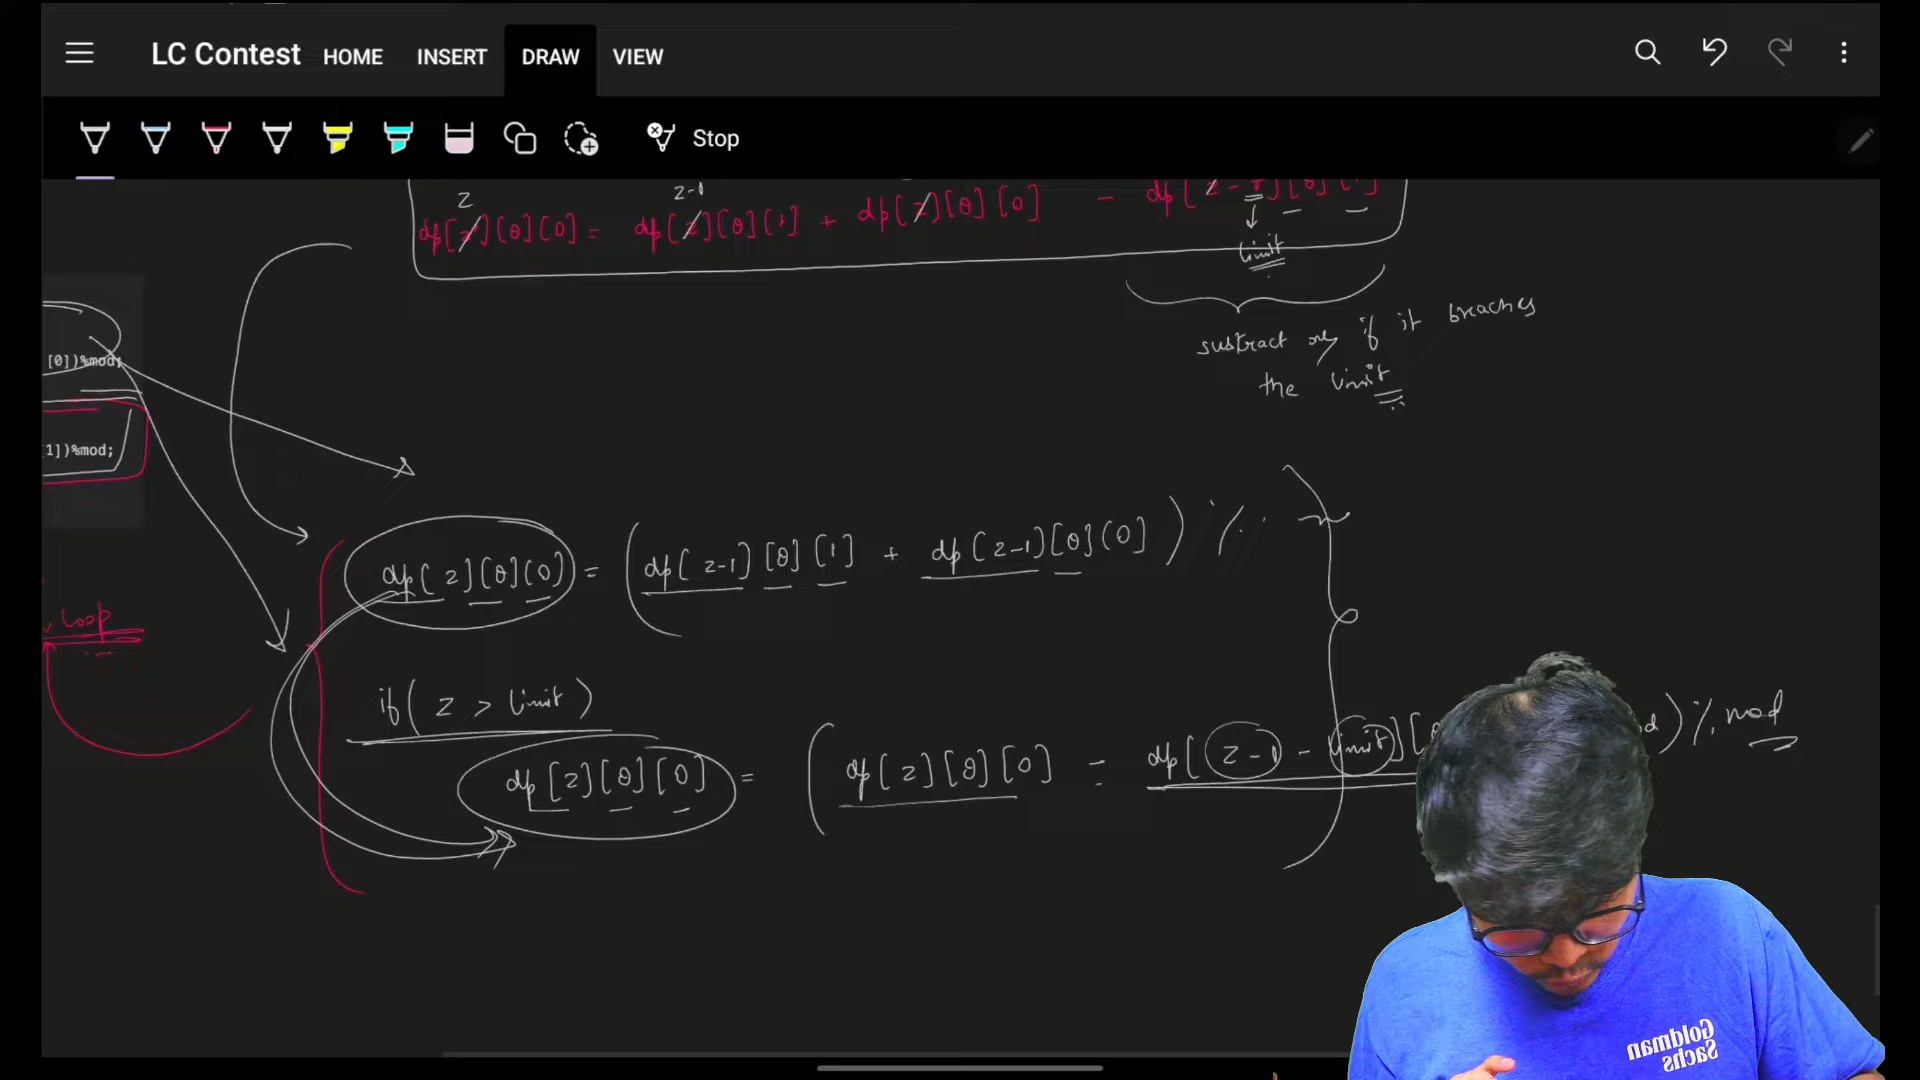 LC Contest HOME INSERT DRAW VIEW
Stop
z z-1
dp[z][0][0] = dp[z][0][1] + dp[z][0][0] - dp[z-
limit
subtract only if it breaches
the limit
[0])%mod;
1])%mod;
dp[z][0][0] = (dp[z-1][0][1] + dp[z-1][0][0]) %
loop
if( z > limit)
dp[z][0][0] = (dp[z][0][0] - dp[z-1 - limit][0 d) % mod
Goldman
Sachs